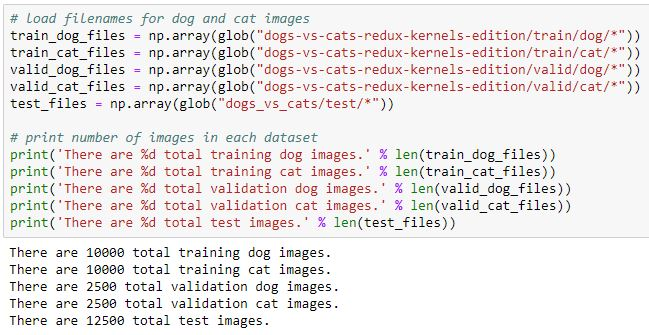 # load filenames for dog and cat images
train_dog_files = np.array(glob("dogs-vs-cats-redux-kernels-edition/train/dog/*"))
train_cat_files = np.array(glob("dogs-vs-cats-redux-kernels-edition/train/cat/*"))
valid_dog_files = np.array(glob("dogs-vs-cats-redux-kernels-edition/valid/dog/*"))
valid_cat_files = np.array(glob("dogs-vs-cats-redux-kernels-edition/valid/cat/*"))
test_files = np.array(glob("dogs_vs_cats/test/*"))
# print number of images in each dataset
print('There are %d total training dog images.' % len(train_dog_files))
print('There are %d total training cat images.' % len(train_cat_files))
print('There are %d total validation dog images.' % len(valid_dog_files))
print('There are %d total validation cat images.' % len(valid_cat_files))
print('There are %d total test images.' % len(test_files))
There are 10000 total training dog images.
There are 10000 total training cat images.
There are 2500 total validation dog images.
There are 2500 total validation cat images.
There are 12500 total test images.